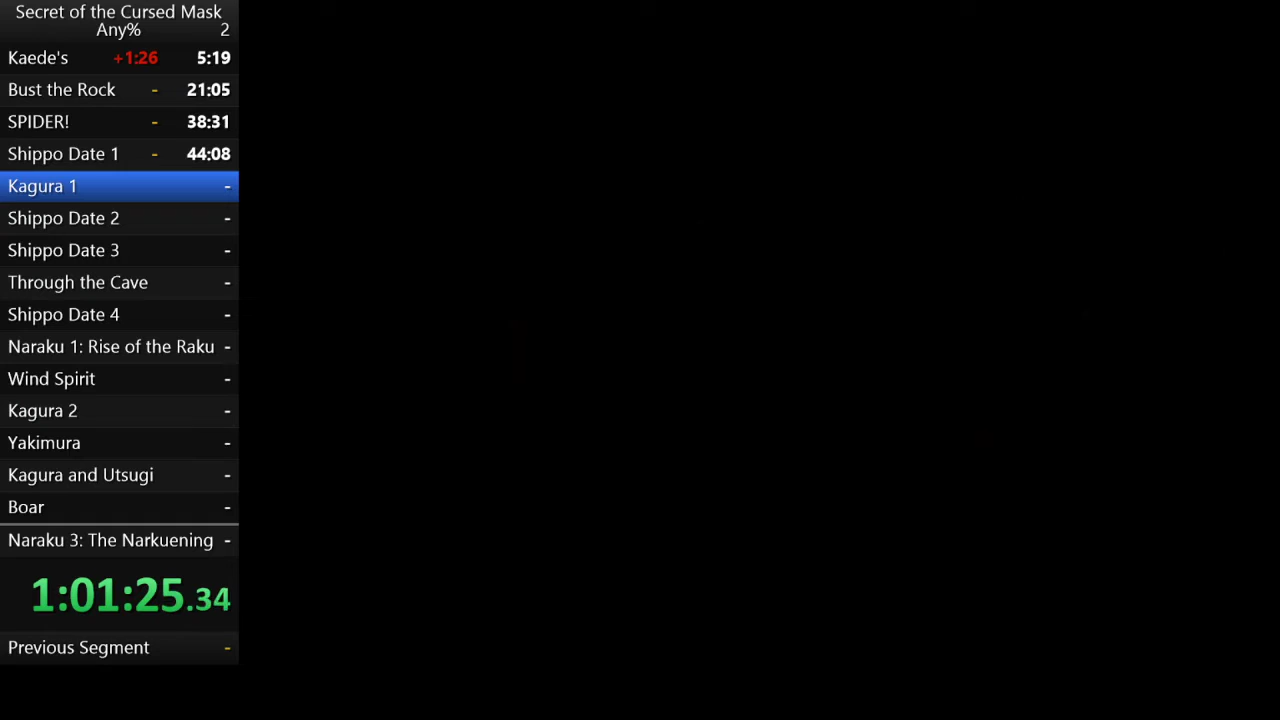 Secret of the Cursed Mask
Any% 2
Kaede's +1:26 5:19
Bust the Rock - 21:05
SPIDER! - 38:31
Shippo Date 1 - 44:08
Kagura 1 -
Shippo Date 2 -
Shippo Date 3 -
Through the Cave -
Shippo Date 4 -
Naraku 1: Rise of the Raku -
Wind Spirit -
Kagura 2 -
Yakimura -
Kagura and Utsugi -
Boar -
Naraku 3: The Narkuening -
1:01:25.34
Previous Segment -